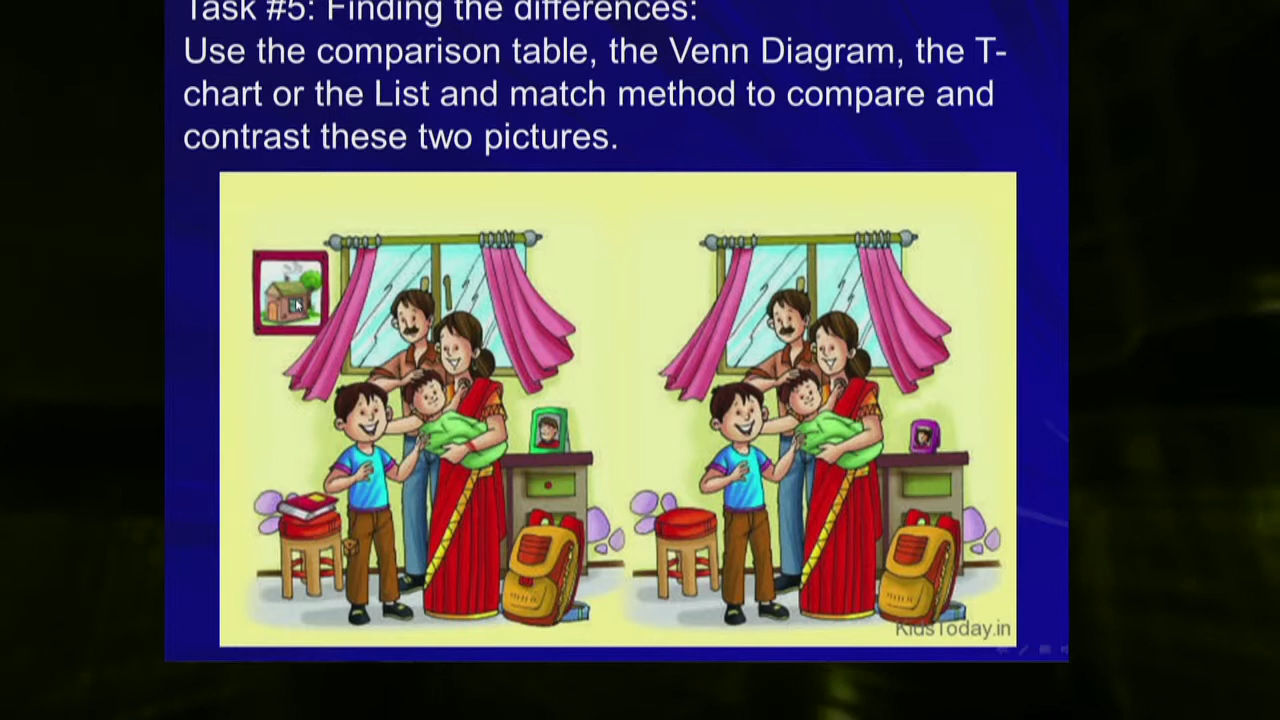 Task #5: Finding the differences:
Use the comparison table, the Venn Diagram, the T-
chart or the List and match method to compare and
contrast these two pictures.
KidsToday.in